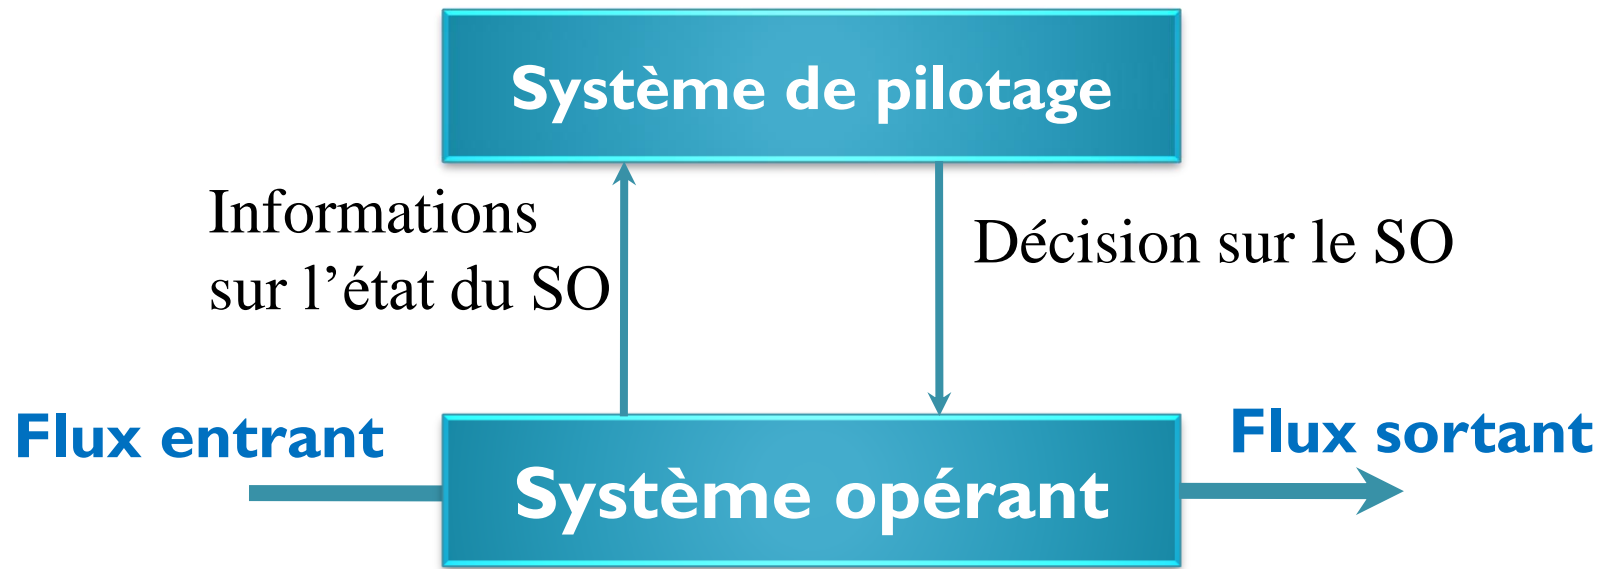 Système de pilotage
Informations
sur l’état du SO
Décision sur le SO
Flux entrant
Flux sortant
Système opérant